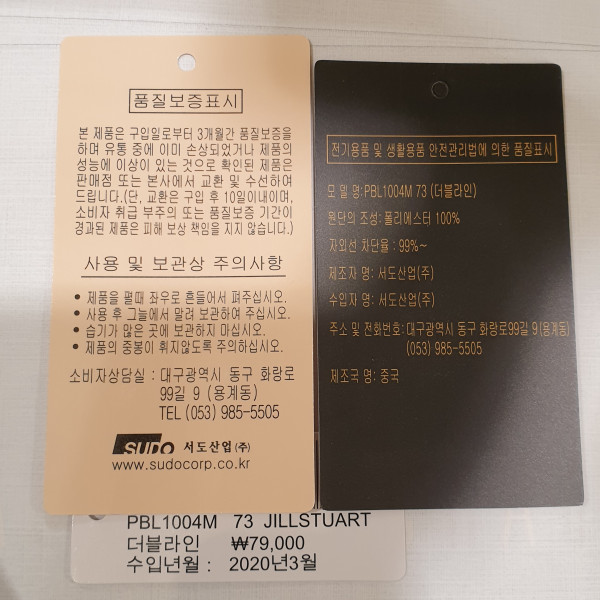 품질보증표시
본 제품은 구입일로부터 3개월간 품질보증을
하며 유통 중에 이미 손상되었거나 제품의
성능에 이상이 있는 것으로 확인된 제품은
판매점 또는 본사에서 교환 및 수선하여
드립니다.(단, 교환은 구입 후 10일이내이며,
소비자 취급 부주의 또는 품질보증 기간이
경과된 제품은 피해 보상 책임을 지지 않습니다.)
사용 및 보관상 주의사항
• 제품을 펼때 좌우로 흔들어서 펴주십시오.
• 사용 후 그늘에서 말려 보관하여 주십시오.
• 습기가 많은 곳에 보관하지 마십시오.
• 제품의 중봉이 휘지않도록 주의하십시오.
소비자상담실 : 대구광역시 동구 화랑로
99길 9 (용계동)
TEL (053) 985-5505
SUDO 서도산업(주)
www.sudocorp.co.kr
전기용품 및 생활용품 안전관리법에 의한 품질표시
모 델 명:PBL1004M 73 (더블라인)
원단의 조성: 폴리에스터 100%
자외선 차단율 : 99%~
제조자 명: 서도산업(주)
수입자 명: 서도산업(주)
주소 및 전화번호: 대구광역시 동구 화랑로99길 9(용계동)
(053) 985-5505
제조국 명: 중국
PBL1004M 73 JILLSTUART
더블라인 ₩79,000
수입년월 : 2020년3월